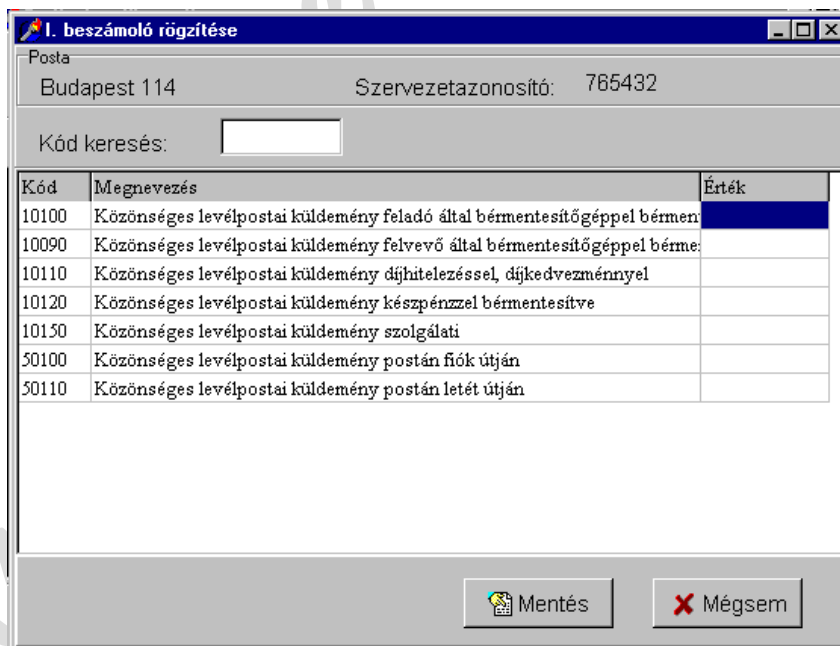 I. beszámoló rögzítése
Posta
Budapest 114 Szervezetazonosító: 765432
Kód keresés:
Kód Megnevezés Érték
10100 Közönséges levélpostai küldemény feladó által bérmentesítőgéppel bérmen
10090 Közönséges levélpostai küldemény felvevő által bérmentesítőgéppel bérme
10110 Közönséges levélpostai küldemény díjhitelezéssel, díjkedvezménnyel
10120 Közönséges levélpostai küldemény készpénzzel bérmentesítve
10150 Közönséges levélpostai küldemény szolgálati
50100 Közönséges levélpostai küldemény postán fiók útján
50110 Közönséges levélpostai küldemény postán letét útján
Mentés Mégsem